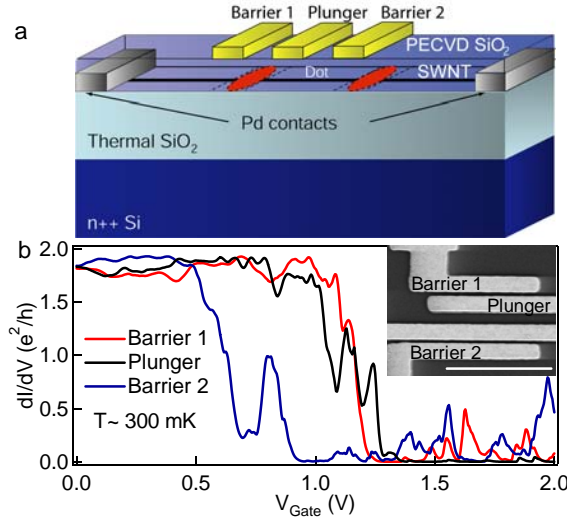 a
Barrier 1 Plunger Barrier 2
PECVD SiO2
Dot
SWNT
Pd contacts
Thermal SiO2
n++ Si
b
2.0
1.5
1.0
0.5
0.0
dI/dV (e²/h)
Barrier 1
Plunger
Barrier 2
T~ 300 mK
Barrier 1
Plunger
Barrier 2
0.0 0.5 1.0 1.5 2.0
VGate (V)